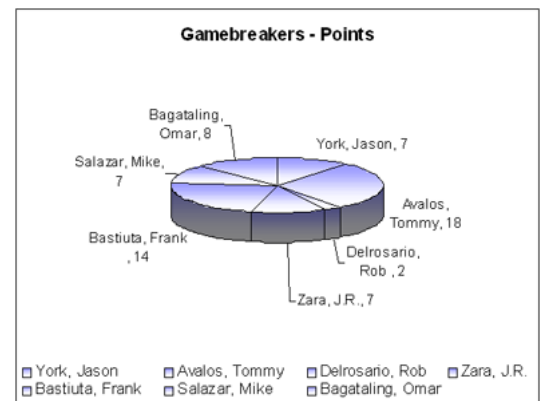 Gamebreakers - Points
Bagataling,
Omar, 8
York, Jason, 7
Salazar, Mike,
7
Avalos,
Tommy, 18
Bastiuta, Frank
, 14
Delrosario,
Rob , 2
Zara, J.R., 7
York, Jason Avalos, Tommy Delrosario, Rob Zara, J.R.
Bastiuta, Frank Salazar, Mike Bagataling, Omar